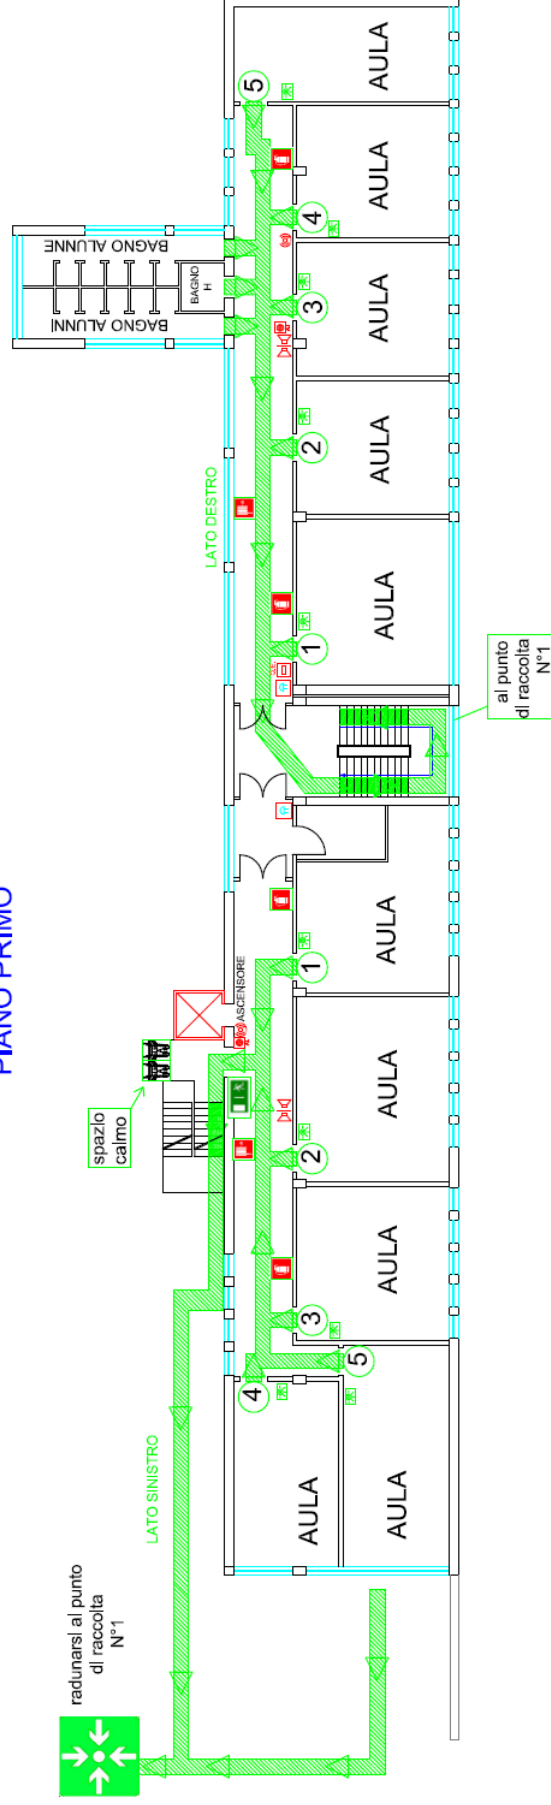 PIANO PRIMO
radunarsi al punto
di raccolta
N°1
spazio
calmo
LATO SINISTRO
LATO DESTRO
BAGNO ALUNNI
BAGNO
H
BAGNO ALUNNE
ASCENSORE
4
5
3
2
1
1
2
3
4
5
AULA
AULA
AULA
AULA
AULA
AULA
AULA
AULA
AULA
AULA
al punto
di raccolta
N°1